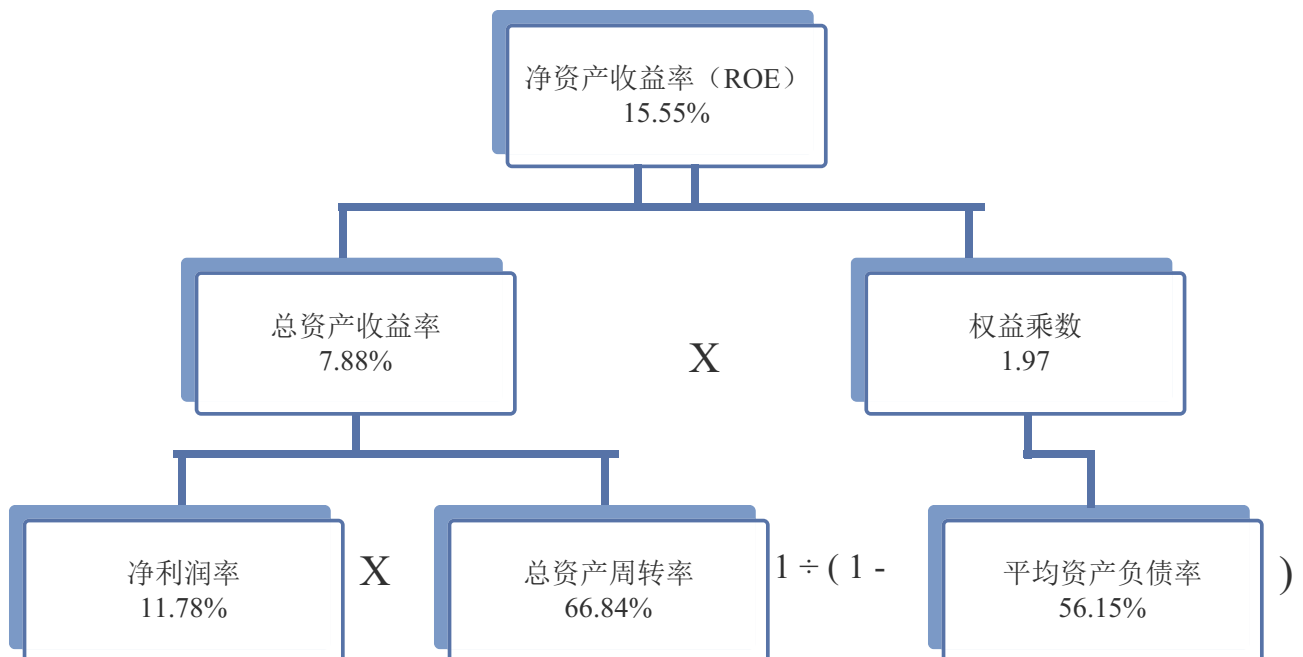 净资产收益率（ROE）
15.55%
总资产收益率
7.88%
X
权益乘数
1.97
净利润率
11.78%
X
总资产周转率
66.84%
1 ÷ ( 1 -
平均资产负债率
56.15%
)